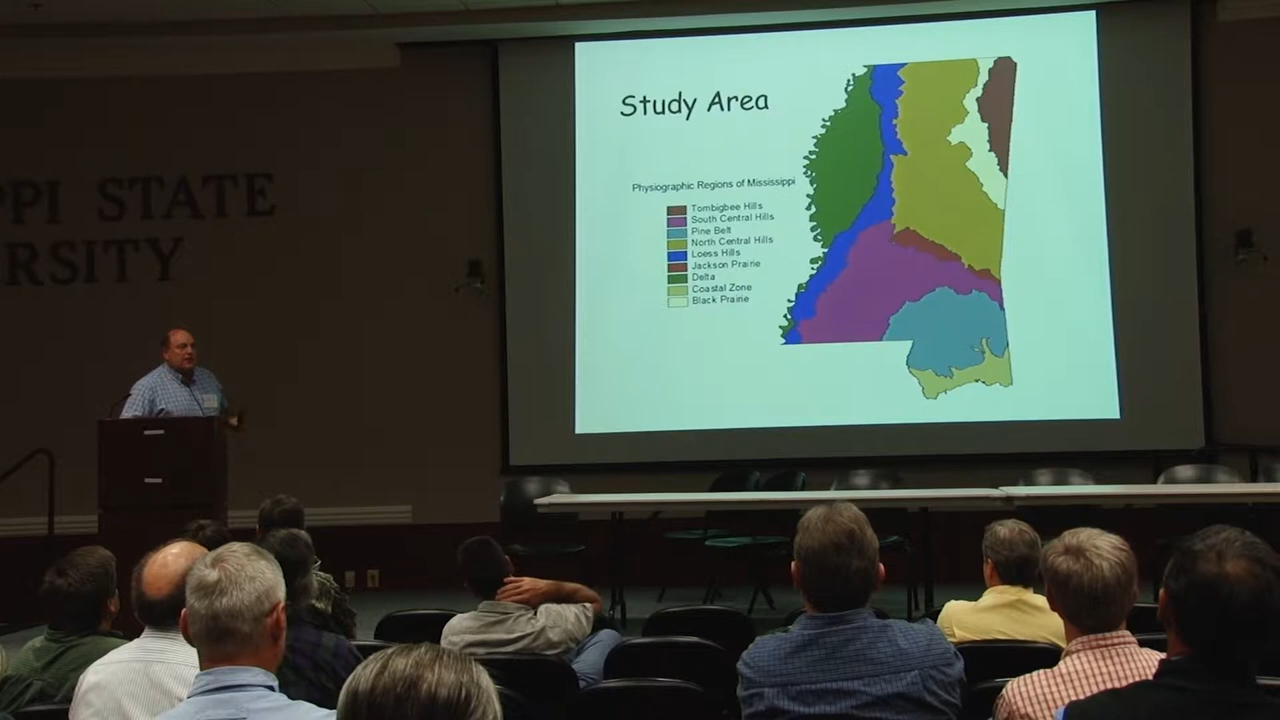 PPI STATE
RSITY
Study Area
Physiographic Regions of Mississippi
Tombigbee Hills
South Central Hills
Pine Belt
North Central Hills
Loess Hills
Jackson Prairie
Delta
Coastal Zone
Black Prairie